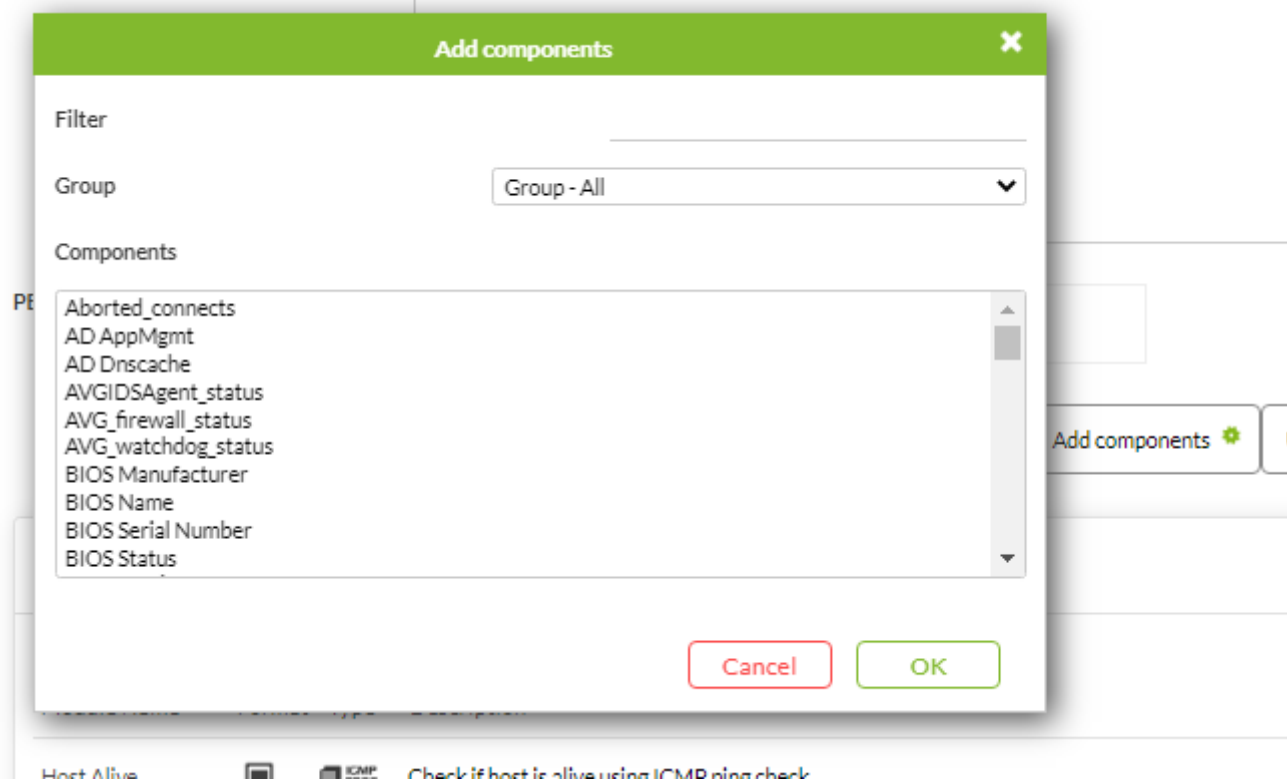 Add components
Filter
Group
Group - All
Components
Aborted_connects
AD AppMgmt
AD Dnscache
AVGIDSAgent_status
AVG_firewall_status
AVG_watchdog_status
BIOS Manufacturer
BIOS Name
BIOS Serial Number
BIOS Status
Cancel OK
PE
Add components
Host Alive ICMP Check if host is alive using ICMP ping check